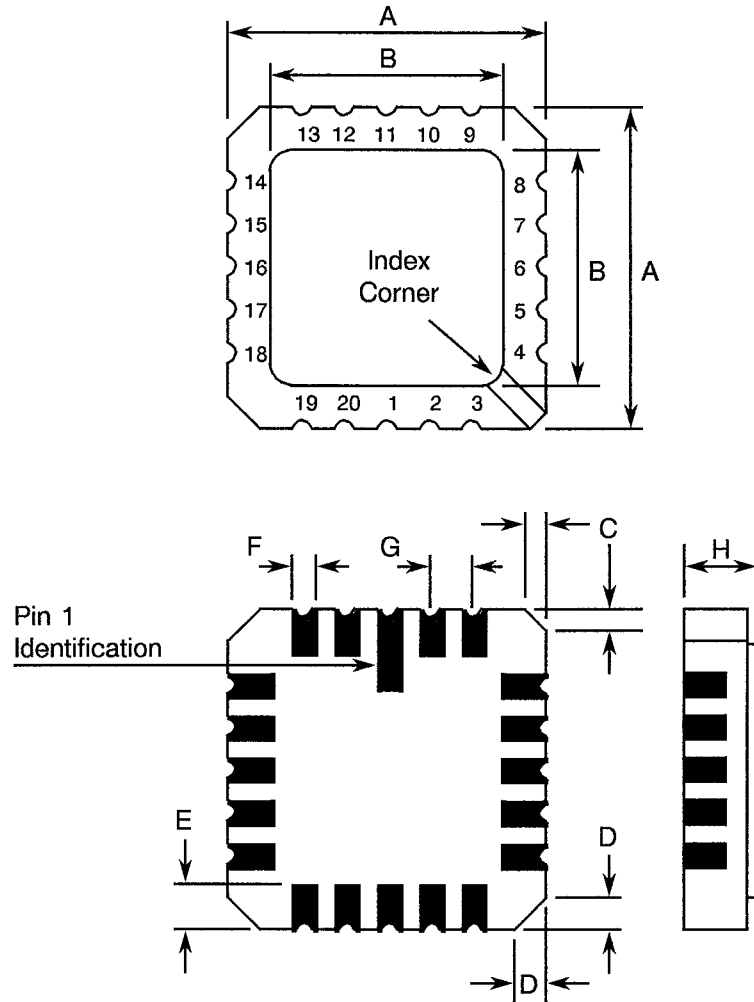 A
B
13 12 11 10 9
14 8
15 7
16 6
17 5
18 4
Index
Corner
B A
19 20 1 2 3
F G C H
Pin 1
Identification
E D
D